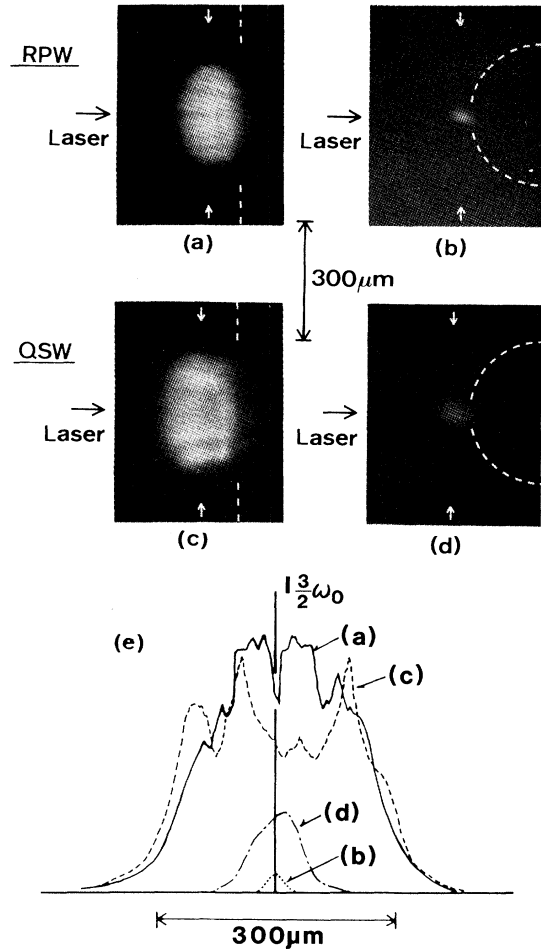 RPW
Laser
Laser
(a)
(b)
300μm
QSW
Laser
Laser
(c)
(d)
(e)
I 3/2 ω₀
(a)
(c)
(d)
(b)
300μm